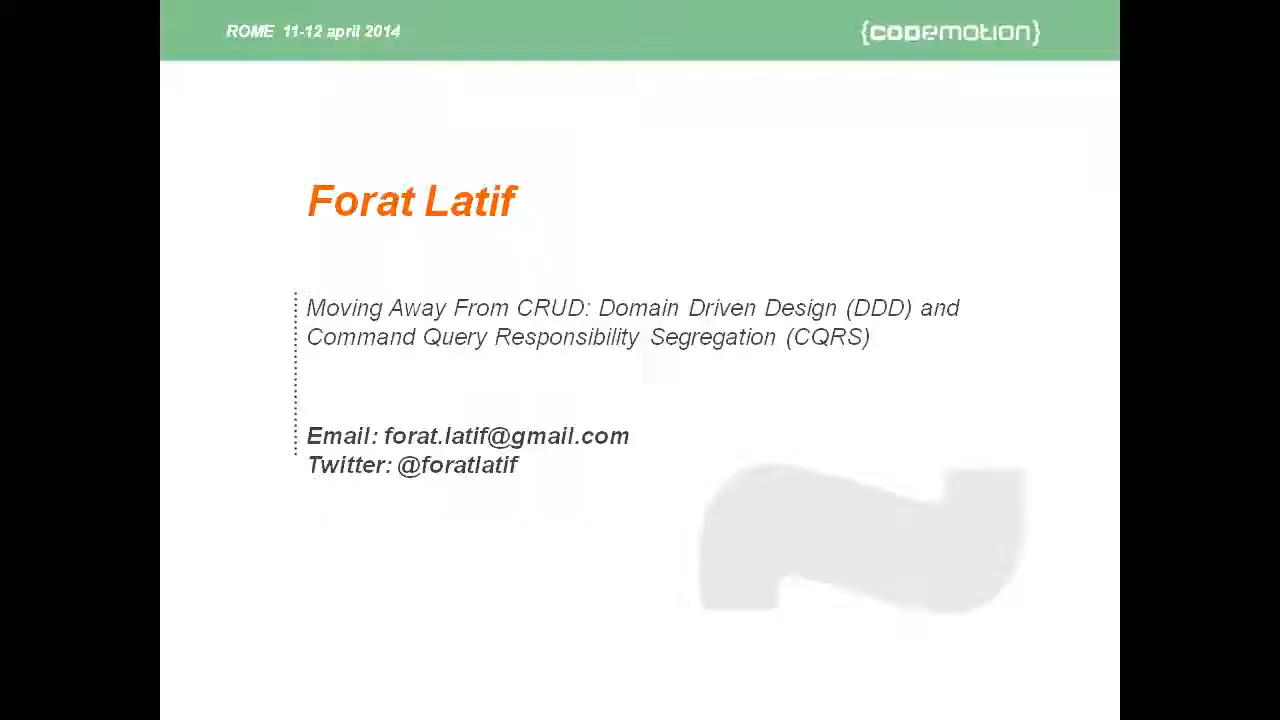 ROME 11-12 april 2014
{codemotion}
Forat Latif
Moving Away From CRUD: Domain Driven Design (DDD) and
Command Query Responsibility Segregation (CQRS)
Email: forat.latif@gmail.com
Twitter: @foratlatif